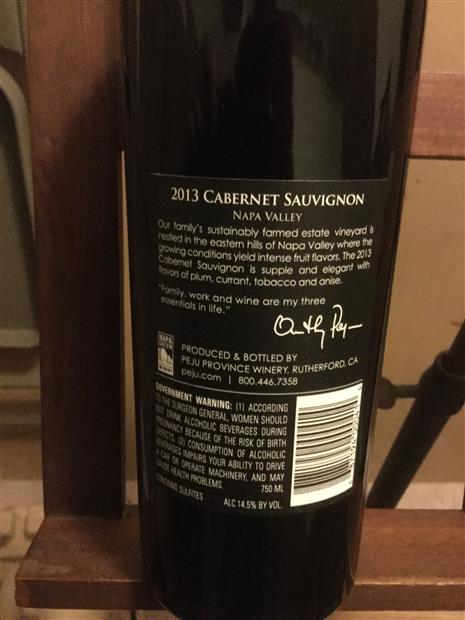 2013 CABERNET SAUVIGNON
NAPA VALLEY
Our family's sustainably farmed estate vineyard is
nestled in the eastern hills of Napa Valley where the
growing conditions yield intense fruit flavors. The 2013
Cabernet Sauvignon is supple and elegant with
flavors of plum, currant, tobacco and anise.
"Family, work and wine are my three
essentials in life."
NAPA
GREEN
WINERY
PRODUCED & BOTTLED BY
PEJU PROVINCE WINERY, RUTHERFORD, CA
peju.com | 800.446.7358
GOVERNMENT WARNING: (1) ACCORDING
TO THE SURGEON GENERAL, WOMEN SHOULD
NOT DRINK ALCOHOLIC BEVERAGES DURING
PREGNANCY BECAUSE OF THE RISK OF BIRTH
DEFECTS. (2) CONSUMPTION OF ALCOHOLIC
BEVERAGES IMPAIRS YOUR ABILITY TO DRIVE
A CAR OR OPERATE MACHINERY, AND MAY
CAUSE HEALTH PROBLEMS.
750 ML
CONTAINS SULFITES
ALC 14.5% BY VOL.